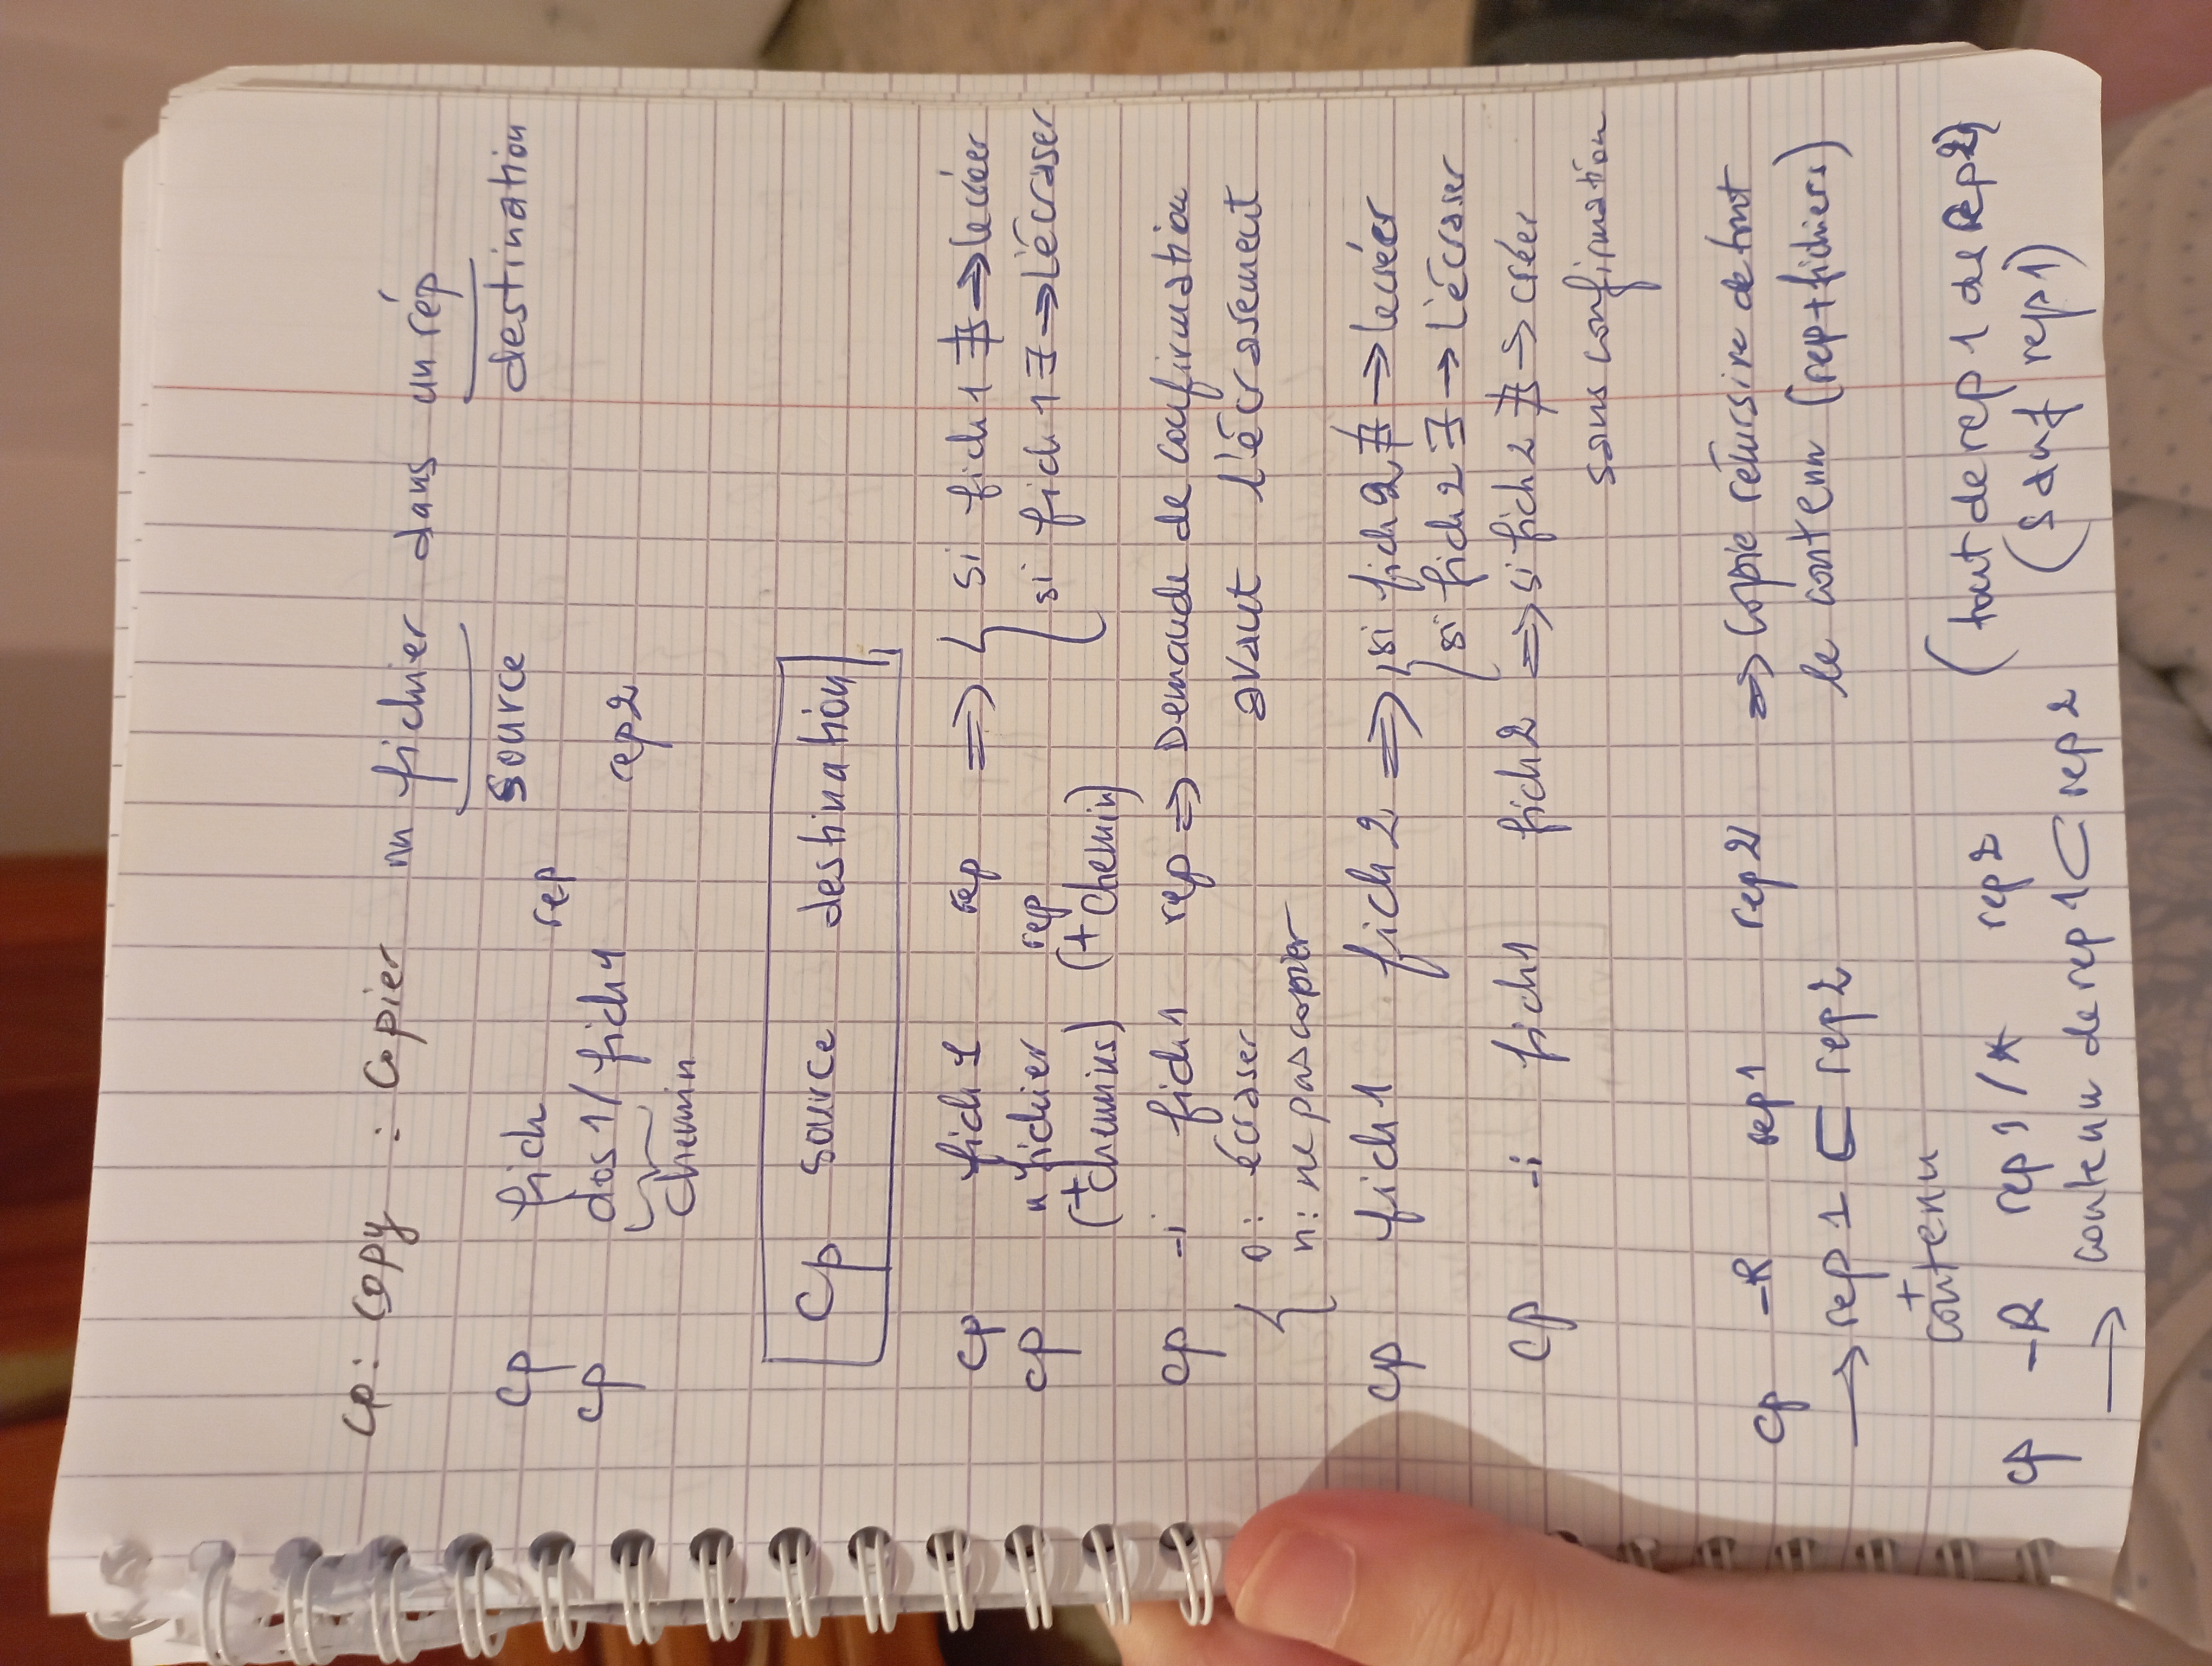 cp : copy : Copier un fichier dans un rép
source destination
cp fich rep
cp dos1/fich1 rep2
chemin
Cp source destination
cp fich1 rep ⇒ { si fich1 ∄ → le créer
cp n fichier rep si fich1 ∃ → L'écraser
(+chemins) (+chemin)
cp -i fich1 rep ⇒ Demande de confirmation
{ o : écraser avant l'écrasement
n : ne pas copier
cp fich1 fich2 ⇒ { si fich2 ∄ → le créer
si fich2 ∃ → L'écraser
cp -i fich1 fich2 ⇒ si fich2 ∄ → créer
sans confirmation
cp -R rep1 rep2 ⇒ Copie récursive de tout
→ rep1 ⊂ rep2 le contenu (rep+fichiers)
+
contenu
cp -R rep1/* rep2 (tout de rep1 ds Rep2)
(sauf rep1)
→ contenu de rep1 ⊂ rep2